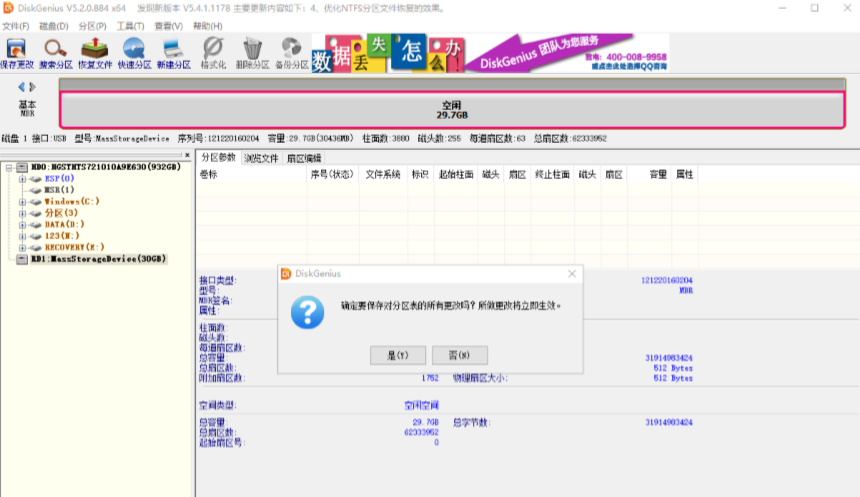 DiskGenius V5.2.0.884 x64 发现新版本 V5.4.1.1178 主要更新内容如下：4、优化NTFS分区文件恢复的效果。
文件(F) 磁盘(D) 分区(P) 工具(T) 查看(V) 帮助(H)
保存更改 搜索分区 恢复文件 快速分区 新建分区 格式化 删除分区 备份分区
数据丢失怎么办!
DiskGenius 团队为您服务
致电: 400-008-9958
或点击此处选择QQ咨询
基本
MBR
空闲
29.7GB
磁盘 1 接口:USB 型号:MassStorageDevice 序列号:121220160204 容量:29.7GB(30436MB) 柱面数:3880 磁头数:255 每道扇区数:63 总扇区数:62333952
HD0:HGSTHTS721010A9E630(932GB)
ESP(0)
MSR(1)
Windows(C:)
分区(3)
DATA(D:)
RECOVERY(E:)
RD1:MassStorageDevice(30GB)
分区参数 浏览文件 扇区编辑
卷标 序号(状态) 文件系统 标识 起始柱面 磁头 扇区 终止柱面 磁头 扇区 容量 属性
接口类型: 121220160204
型号: MBR
MBR签名:
属性:
柱面数:
磁头数:
每道扇区数:
总容量: 31914983424
总扇区数: 512 Bytes
附加扇区数: 1752 物理扇区大小: 512 Bytes
DiskGenius
确定要保存对分区表的所有更改吗？所做更改将立即生效。
是(Y) 否(N)
空间类型: 空闲空间
总容量: 29.7GB 总字节数: 31914983424
总扇区数: 62333952
起始扇区号: 0